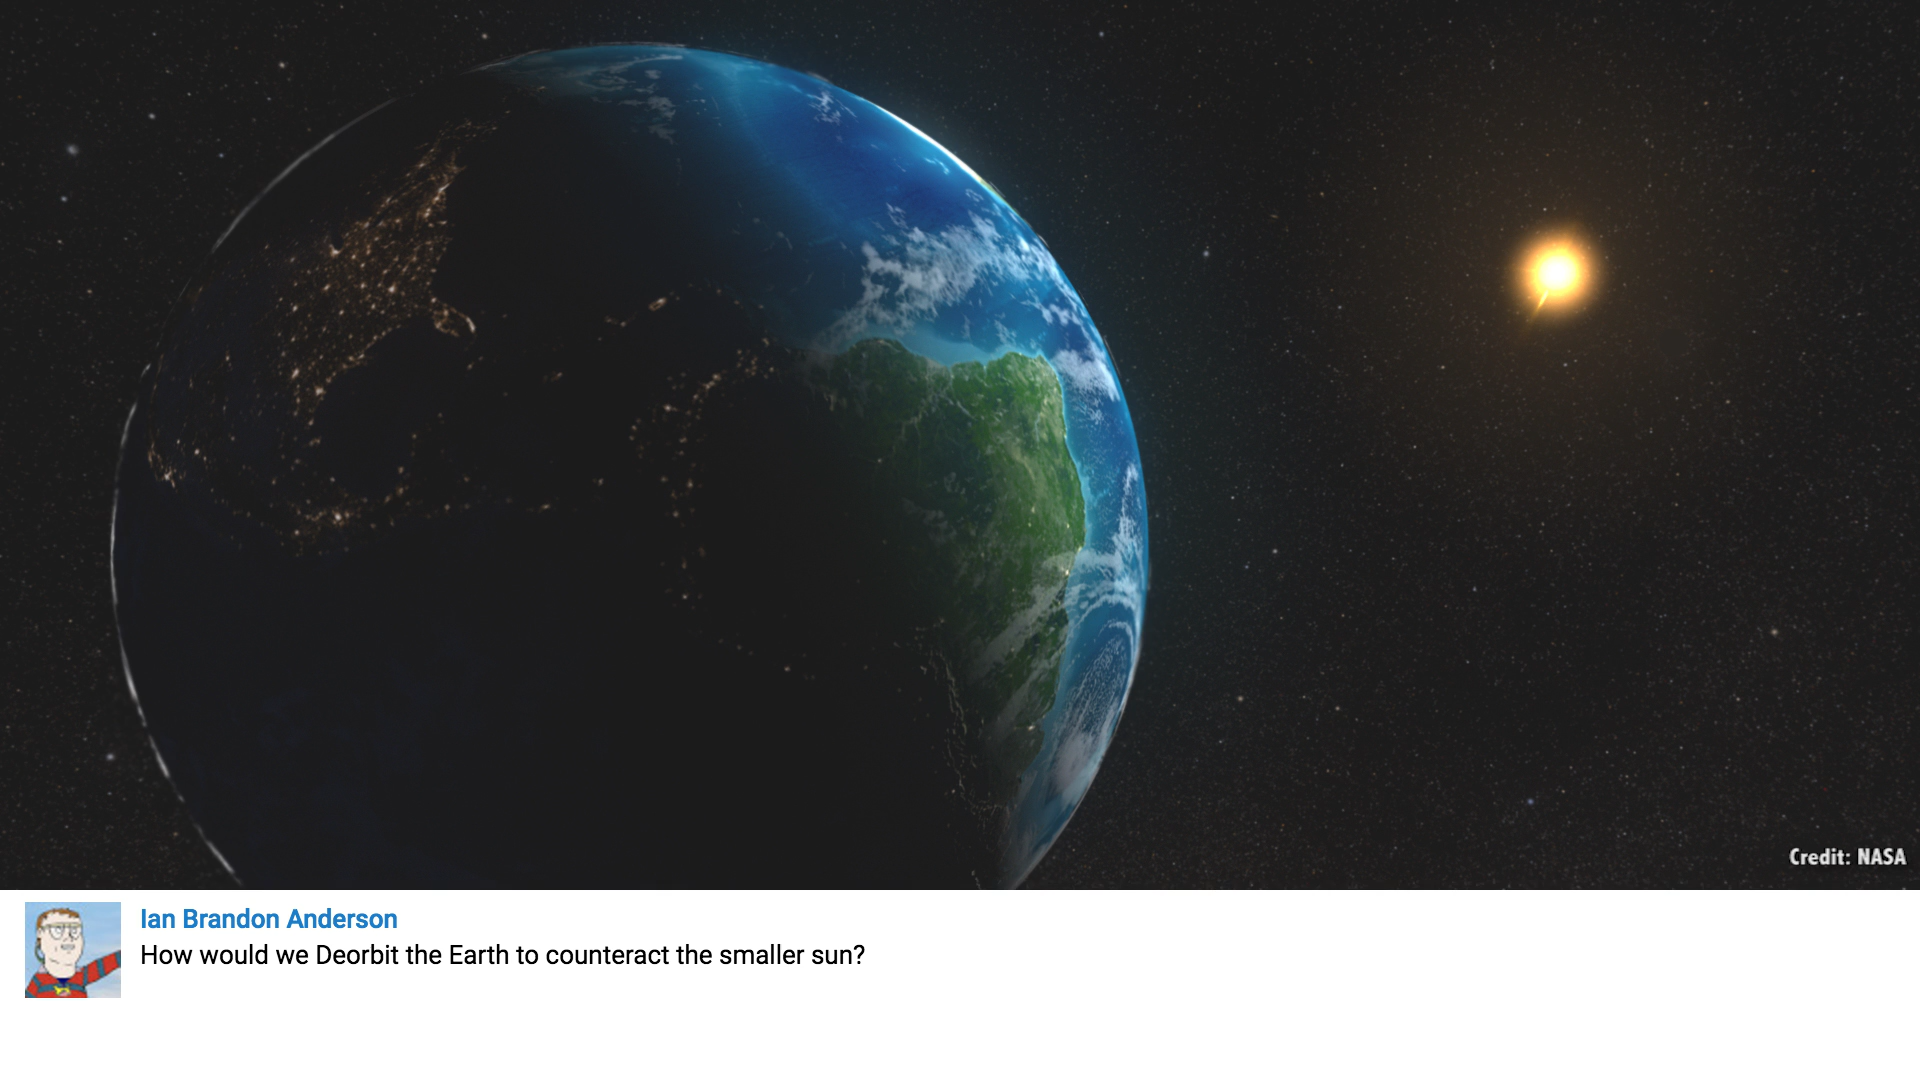 Credit: NASA
Ian Brandon Anderson
How would we Deorbit the Earth to counteract the smaller sun?